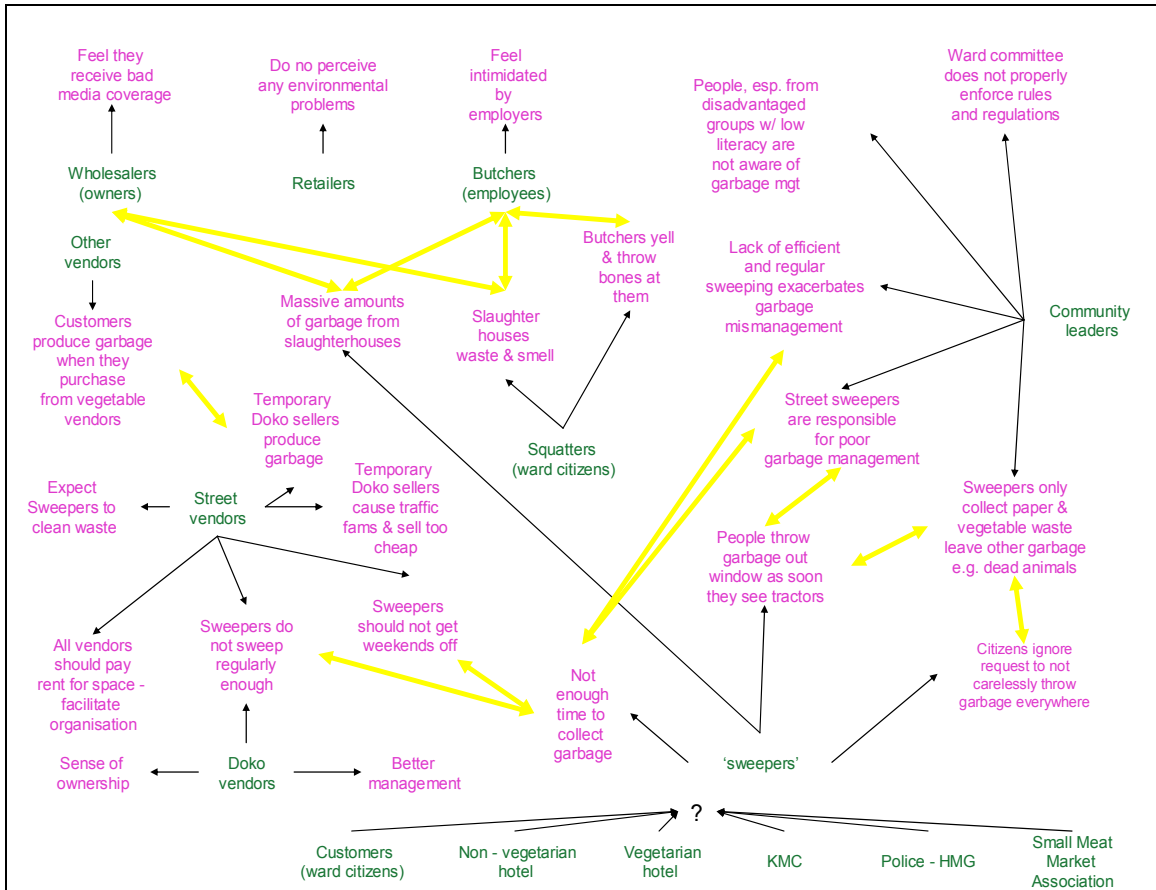 Feel they
receive bad
media coverage
Do no perceive
any environmental
problems
Feel
intimidated
by
employers
People, esp. from
disadvantaged
groups w/ low
literacy are
not aware of
garbage mgt
Ward committee
does not properly
enforce rules
and regulations
Wholesalers
(owners)
Retailers
Butchers
(employees)
Other
vendors
Butchers yell
& throw
bones at
them
Lack of efficient
and regular
sweeping exacerbates
garbage
mismanagement
Customers
produce garbage
when they
purchase
from vegetable
vendors
Massive amounts
of garbage from
slaughterhouses
Slaughter
houses
waste & smell
Community
leaders
Temporary
Doko sellers
produce
garbage
Squatters
(ward citizens)
Street sweepers
are responsible
for poor
garbage management
Expect
Sweepers to
clean waste
Street
vendors
Temporary
Doko sellers
cause traffic
fams & sell too
cheap
People throw
garbage out
window as soon
they see tractors
Sweepers only
collect paper &
vegetable waste
leave other garbage
e.g. dead animals
All vendors
should pay
rent for space -
facilitate
organisation
Sweepers do
not sweep
regularly
enough
Sweepers
should not get
weekends off
Not
enough
time to
collect
garbage
Citizens ignore
request to not
carelessly throw
garbage everywhere
Sense of
ownership
Doko
vendors
Better
management
‘sweepers’
?
Customers
(ward citizens)
Non - vegetarian
hotel
Vegetarian
hotel
KMC
Police - HMG
Small Meat
Market
Association